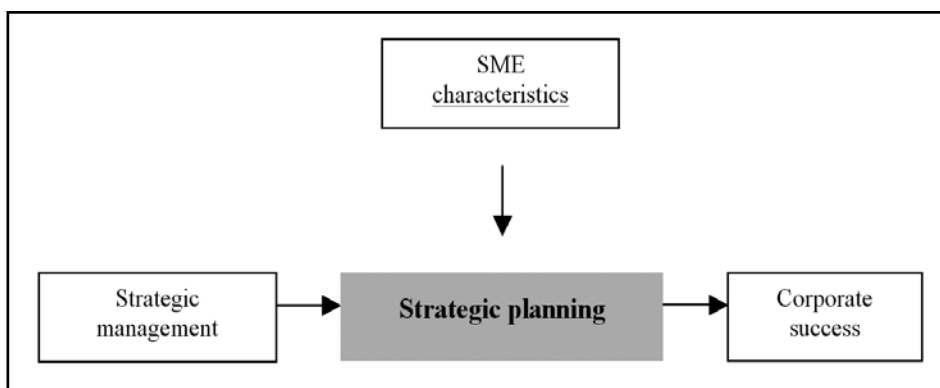 SME
characteristics
Strategic
management
Strategic planning
Corporate
success